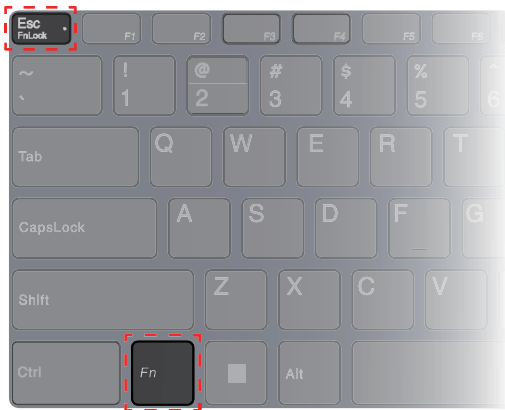 Esc
FnLock
F1
F2
F3
F4
F5
F6
~
`
!
1
@
2
#
3
$
4
%
5
^
6
Tab
Q
W
E
R
T
CapsLock
A
S
D
F
G
Shift
Z
X
C
V
Ctrl
Fn
Alt